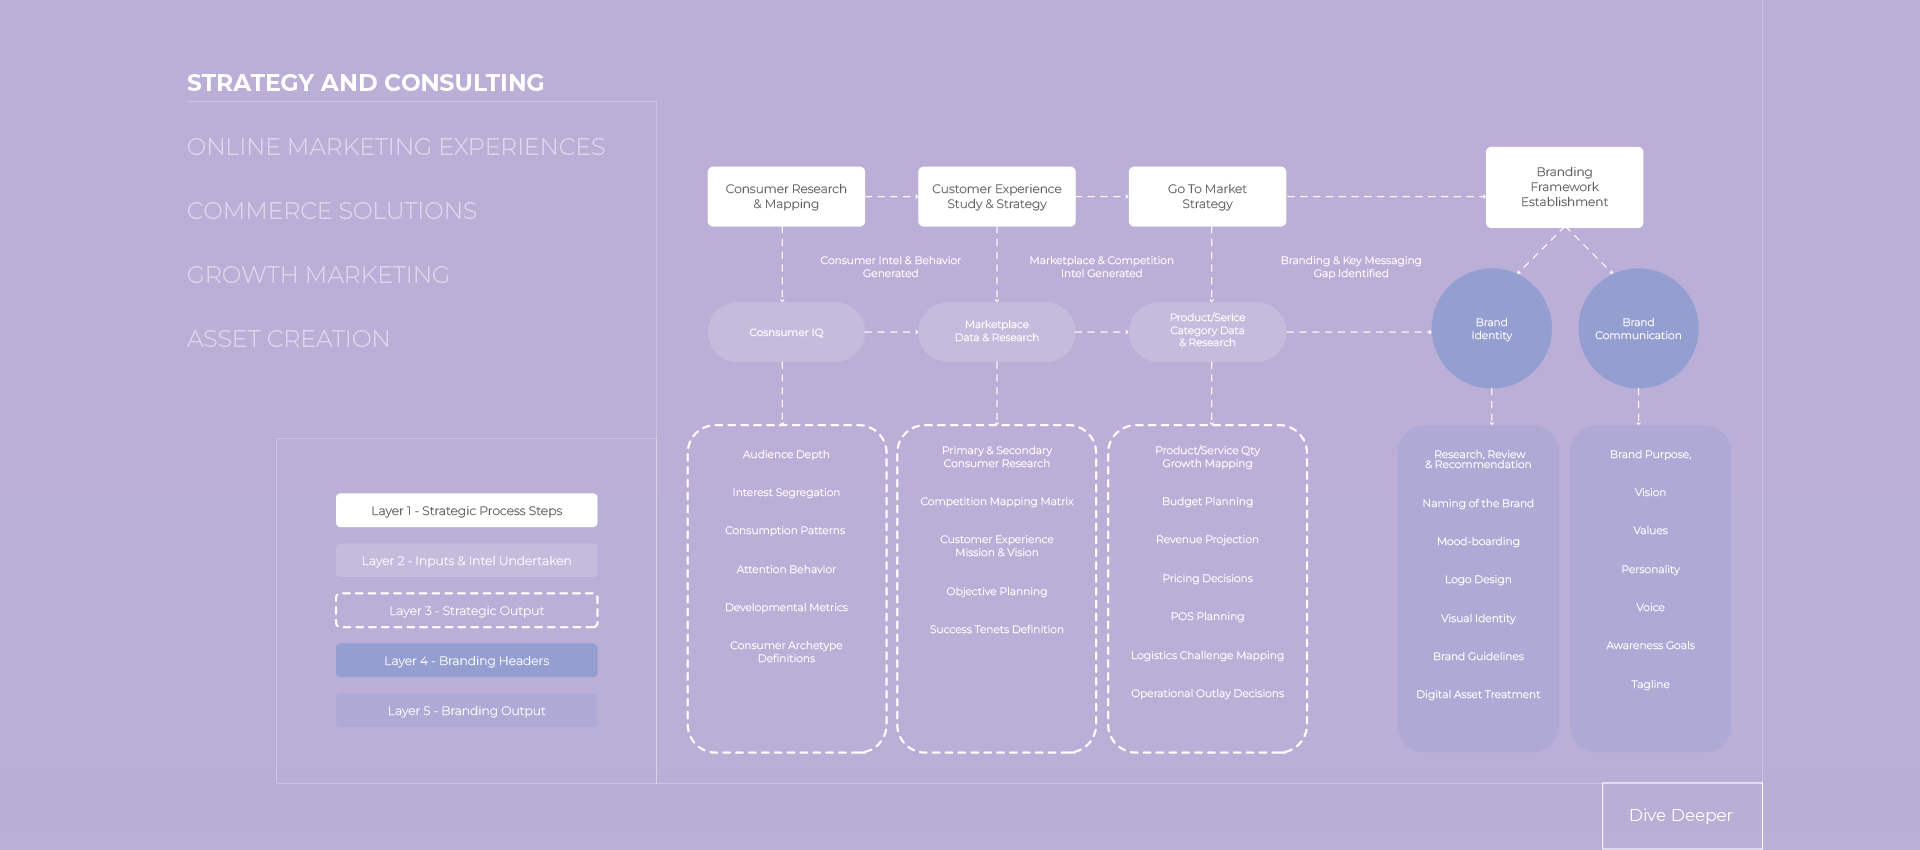 STRATEGY AND CONSULTING
ONLINE MARKETING EXPERIENCES
COMMERCE SOLUTIONS
GROWTH MARKETING
ASSET CREATION
Layer 1 - Strategic Process Steps
Layer 2 - Inputs & Intel Undertaken
Layer 3 - Strategic Output
Layer 4 - Branding Headers
Layer 5 - Branding Output
Consumer Research
& Mapping
Customer Experience
Study & Strategy
Go To Market
Strategy
Branding
Framework
Establishment
Consumer Intel & Behavior
Generated
Marketplace & Competition
Intel Generated
Branding & Key Messaging
Gap Identified
Cosnsumer IQ
Marketplace
Data & Research
Product/Serice
Category Data
& Research
Brand
Identity
Brand
Communication
Audience Depth
Interest Segregation
Consumption Patterns
Attention Behavior
Developmental Metrics
Consumer Archetype
Definitions
Primary & Secondary
Consumer Research
Competition Mapping Matrix
Customer Experience
Mission & Vision
Objective Planning
Success Tenets Definition
Product/Service Qty
Growth Mapping
Budget Planning
Revenue Projection
Pricing Decisions
POS Planning
Logistics Challenge Mapping
Operational Outlay Decisions
Research, Review
& Recommendation
Naming of the Brand
Mood-boarding
Logo Design
Visual Identity
Brand Guidelines
Digital Asset Treatment
Brand Purpose,
Vision
Values
Personality
Voice
Awareness Goals
Tagline
Dive Deeper